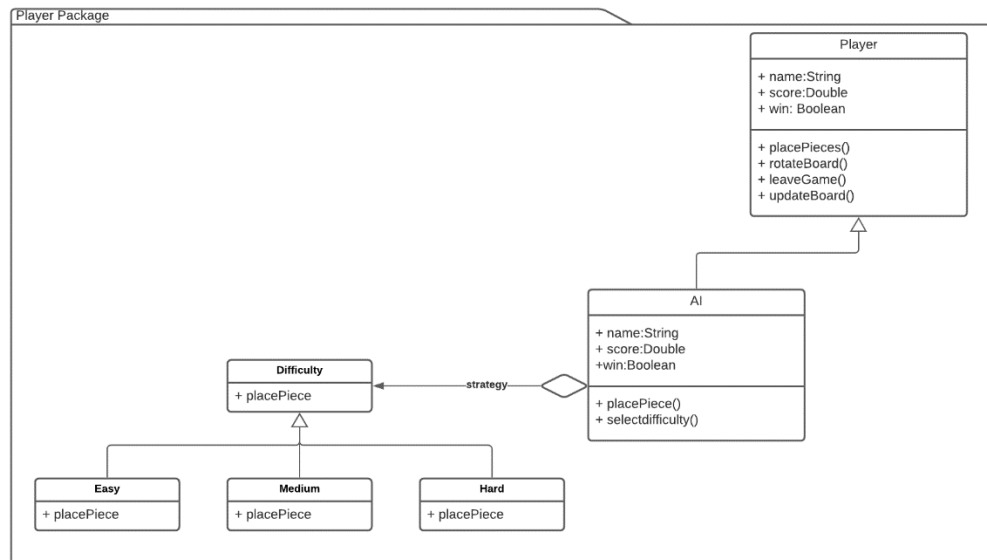 Player Package
Player
+ name:String
+ score:Double
+ win: Boolean
+ placePieces()
+ rotateBoard()
+ leaveGame()
+ updateBoard()
AI
+ name:String
+ score:Double
+win:Boolean
+ placePiece()
+ selectdifficulty()
strategy
Difficulty
+ placePiece
Easy
+ placePiece
Medium
+ placePiece
Hard
+ placePiece